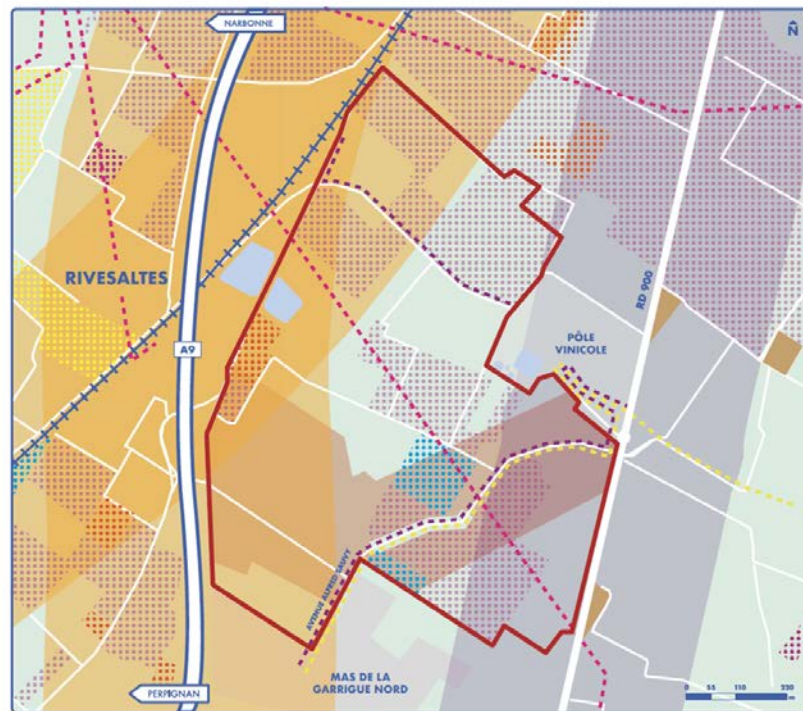 NARBONNE
N
RIVESALTES
RD 900
A9
PÔLE
VINICOLE
AVENUE ALFRED SAUVY
MAS DE LA
GARRIGUE NORD
PERPIGNAN
0 55 110 220
m